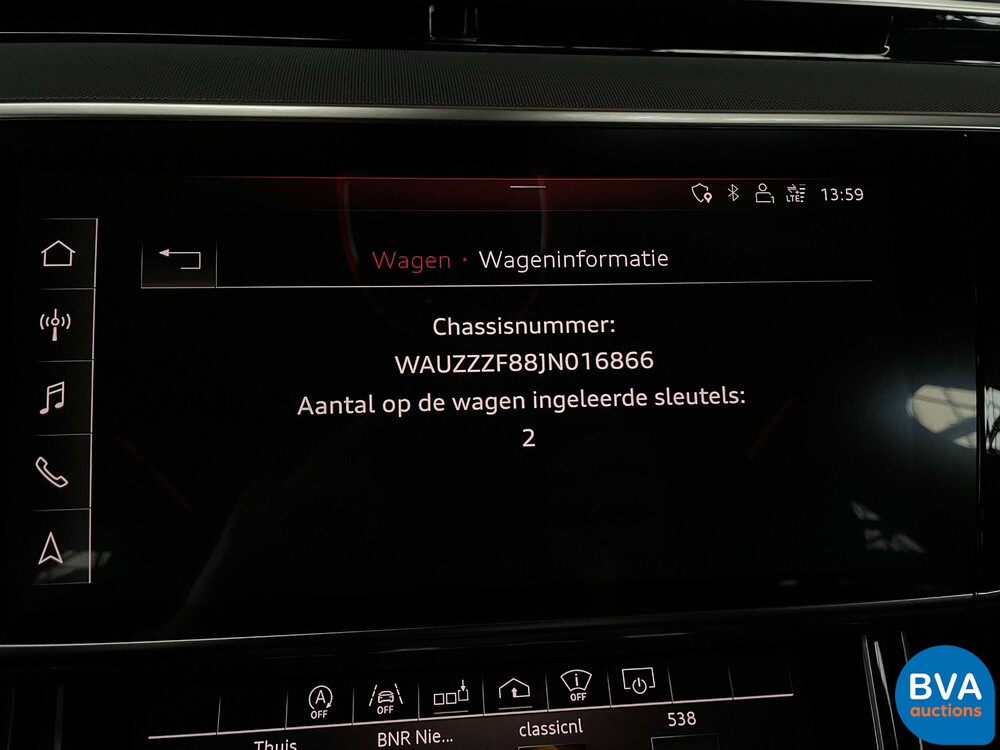 LTE
13:59
Wagen · Wageninformatie
Chassisnummer:
WAUZZZF88JN016866
Aantal op de wagen ingeleerde sleutels:
2
A
OFF
OFF
OFF
Thuis
BNR Nie...
classicnl
538
BVA
auctions